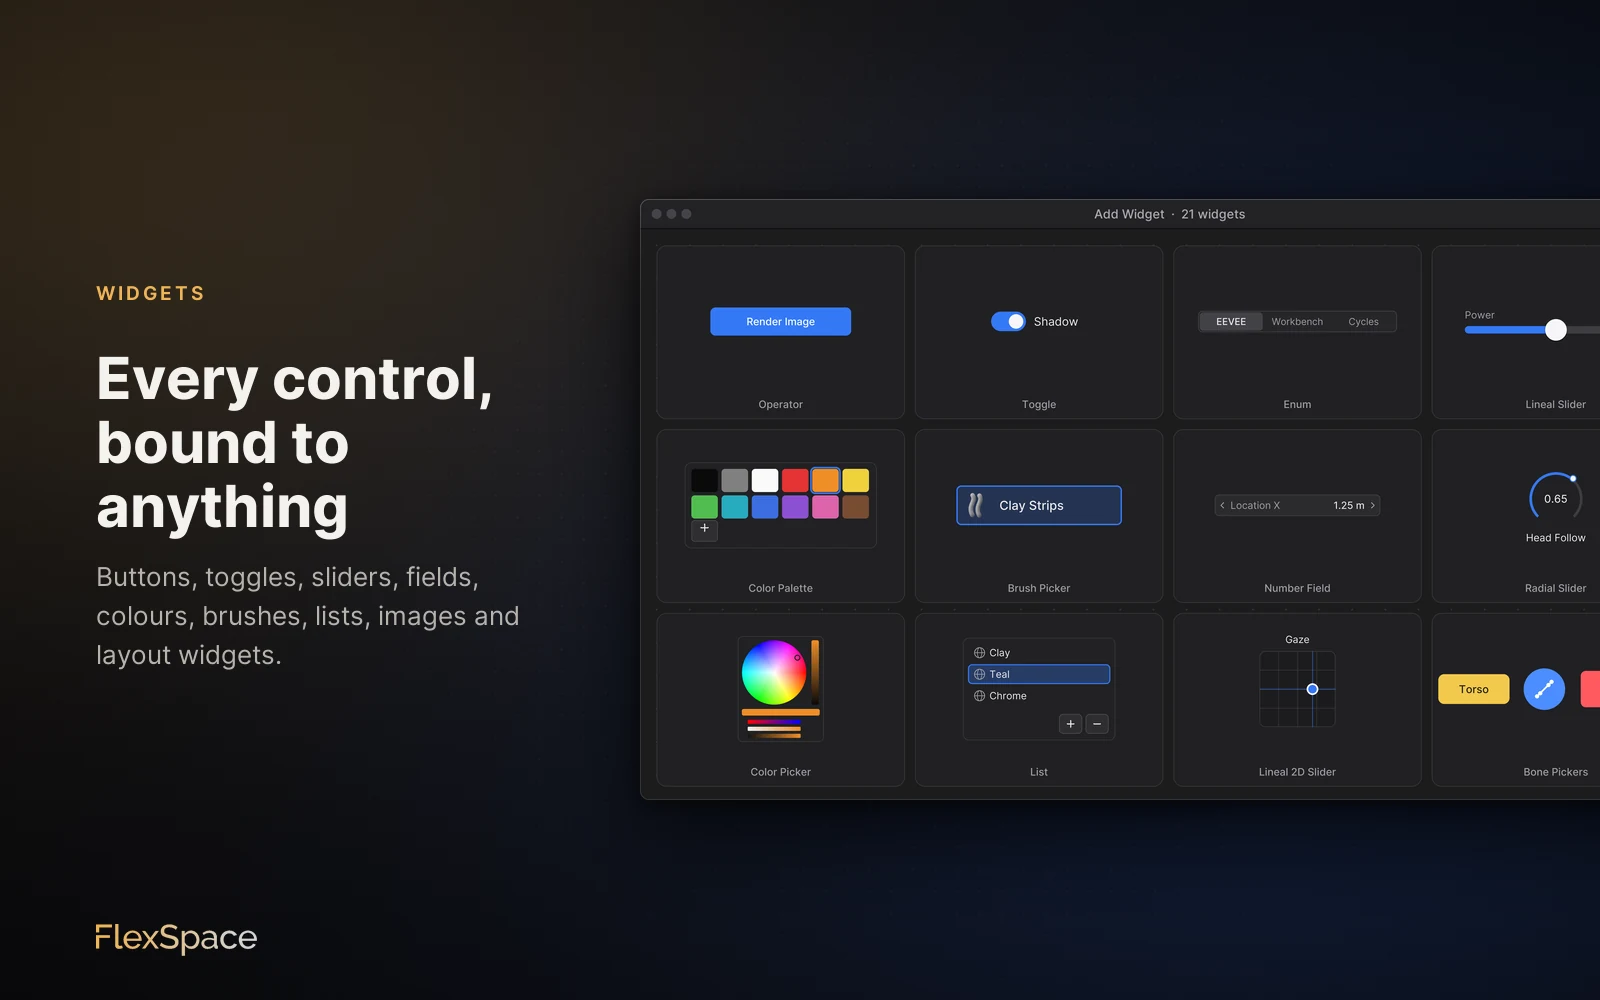 WIDGETS
Every control,
bound to
anything
Buttons, toggles, sliders, fields,
colours, brushes, lists, images and
layout widgets.
FlexSpace
Add Widget · 21 widgets
Render Image
Operator
Shadow
Toggle
EEVEE Workbench Cycles
Enum
Power
Lineal Slider
+
Color Palette
Clay Strips
Brush Picker
‹ Location X 1.25 m ›
Number Field
0.65
Head Follow
Radial Slider
Color Picker
Clay
Teal
Chrome
+ −
List
Gaze
Lineal 2D Slider
Torso
Bone Pickers